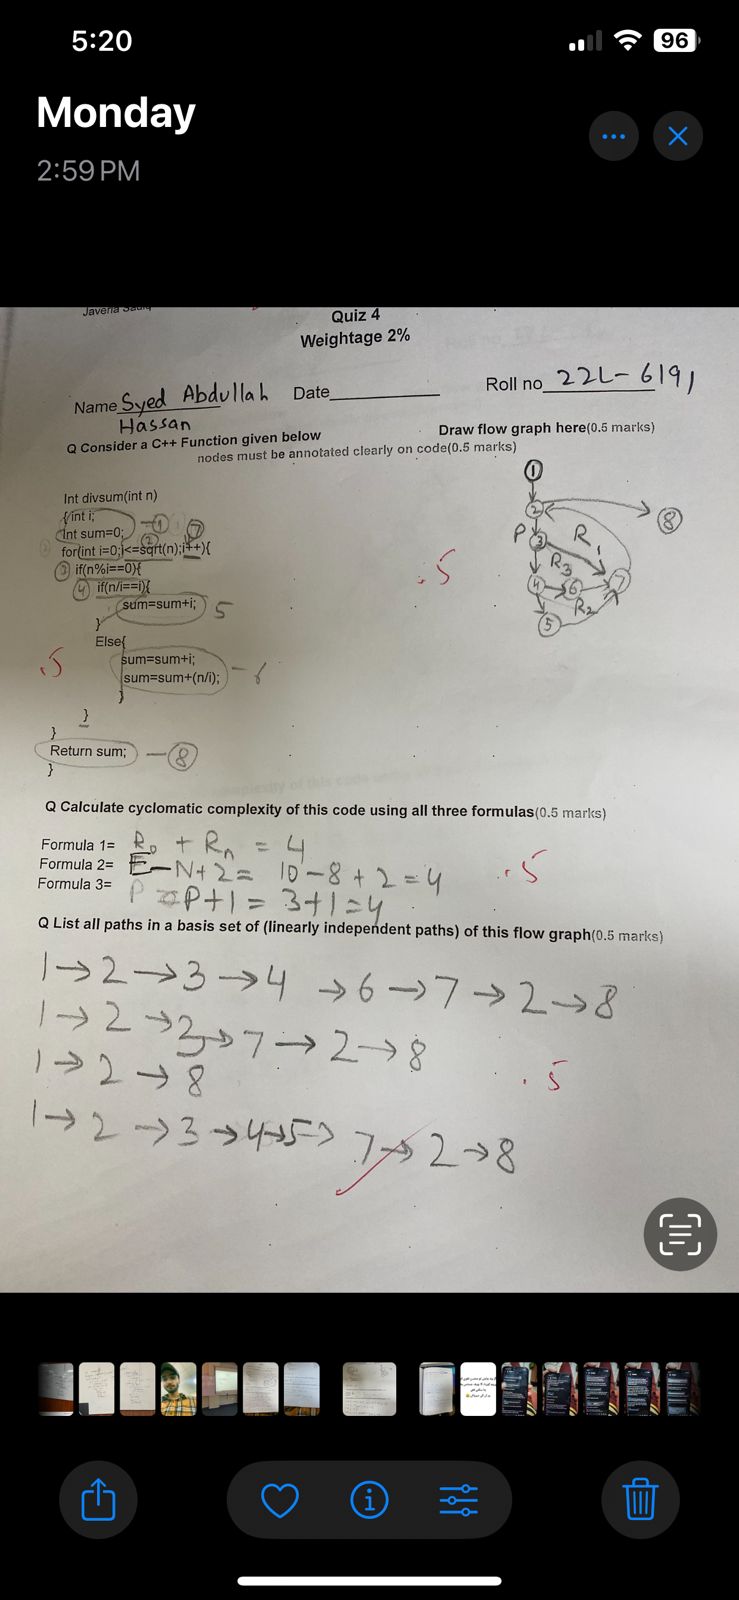 5:20
96
Monday
2:59 PM
Quiz 4
Weightage 2%
Name Syed Abdullah Hassan Date
Roll no 22L-6191
Q Consider a C++ Function given below
Draw flow graph here(0.5 marks)
nodes must be annotated clearly on code(0.5 marks)
Int divsum(int n)
{int i; 1
Int sum=0; 7
for(int i=0;i<=sqrt(n);i++){ 2
3 if(n%i==0){
4 if(n/i==i){
sum=sum+i; 5
}
Else{
sum=sum+i;
sum=sum+(n/i); - 6
}
}
}
Return sum; - 8
}
1
2
8
P 3 R1
R3
4 6 7
R2
5
.5
.5
Q Calculate cyclomatic complexity of this code using all three formulas(0.5 marks)
Formula 1= R0 + Rn = 4
Formula 2= E-N+2= 10-8+2=4
Formula 3= P+1= 3+1=4
.5
Q List all paths in a basis set of (linearly independent paths) of this flow graph(0.5 marks)
1→2→3→4→6→7→2→8
1→2→3→7→2→8
1→2→8
.5
1→2→3→4→5→7→2→8